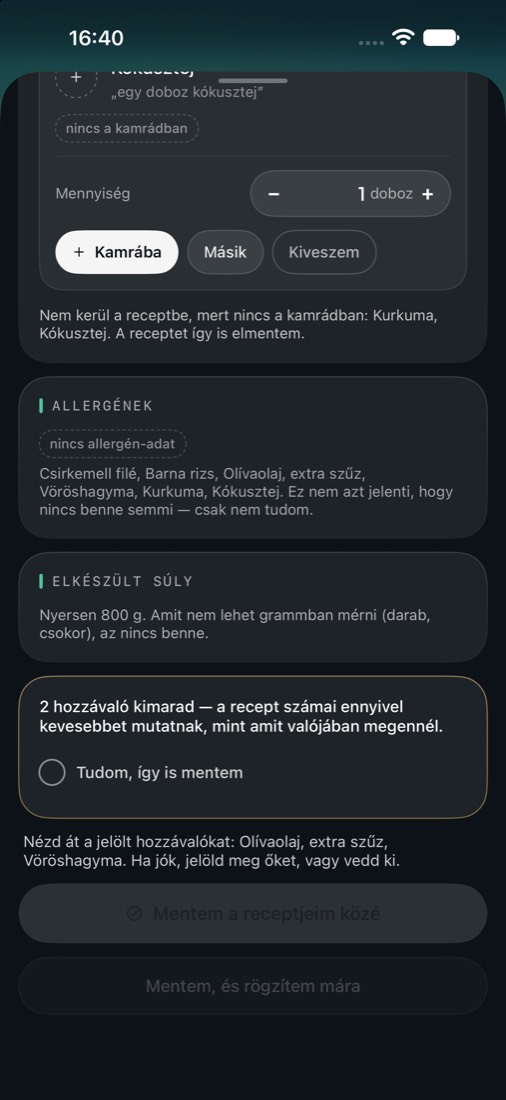 16:40
Kókusztej
„egy doboz kókusztej”
nincs a kamrádban
Mennyiség
− 1 doboz +
+ Kamrába Másik Kiveszem
Nem kerül a receptbe, mert nincs a kamrádban: Kurkuma,
Kókusztej. A receptet így is elmentem.
ALLERGÉNEK
nincs allergén-adat
Csirkemell filé, Barna rizs, Olívaolaj, extra szűz,
Vöröshagyma, Kurkuma, Kókusztej. Ez nem azt jelenti, hogy
nincs benne semmi — csak nem tudom.
ELKÉSZÜLT SÚLY
Nyersen 800 g. Amit nem lehet grammban mérni (darab,
csokor), az nincs benne.
2 hozzávaló kimarad — a recept számai ennyivel
kevesebbet mutatnak, mint amit valójában megennél.
Tudom, így is mentem
Nézd át a jelölt hozzávalókat: Olívaolaj, extra szűz,
Vöröshagyma. Ha jók, jelöld meg őket, vagy vedd ki.
Mentem a receptjeim közé
Mentem, és rögzítem mára